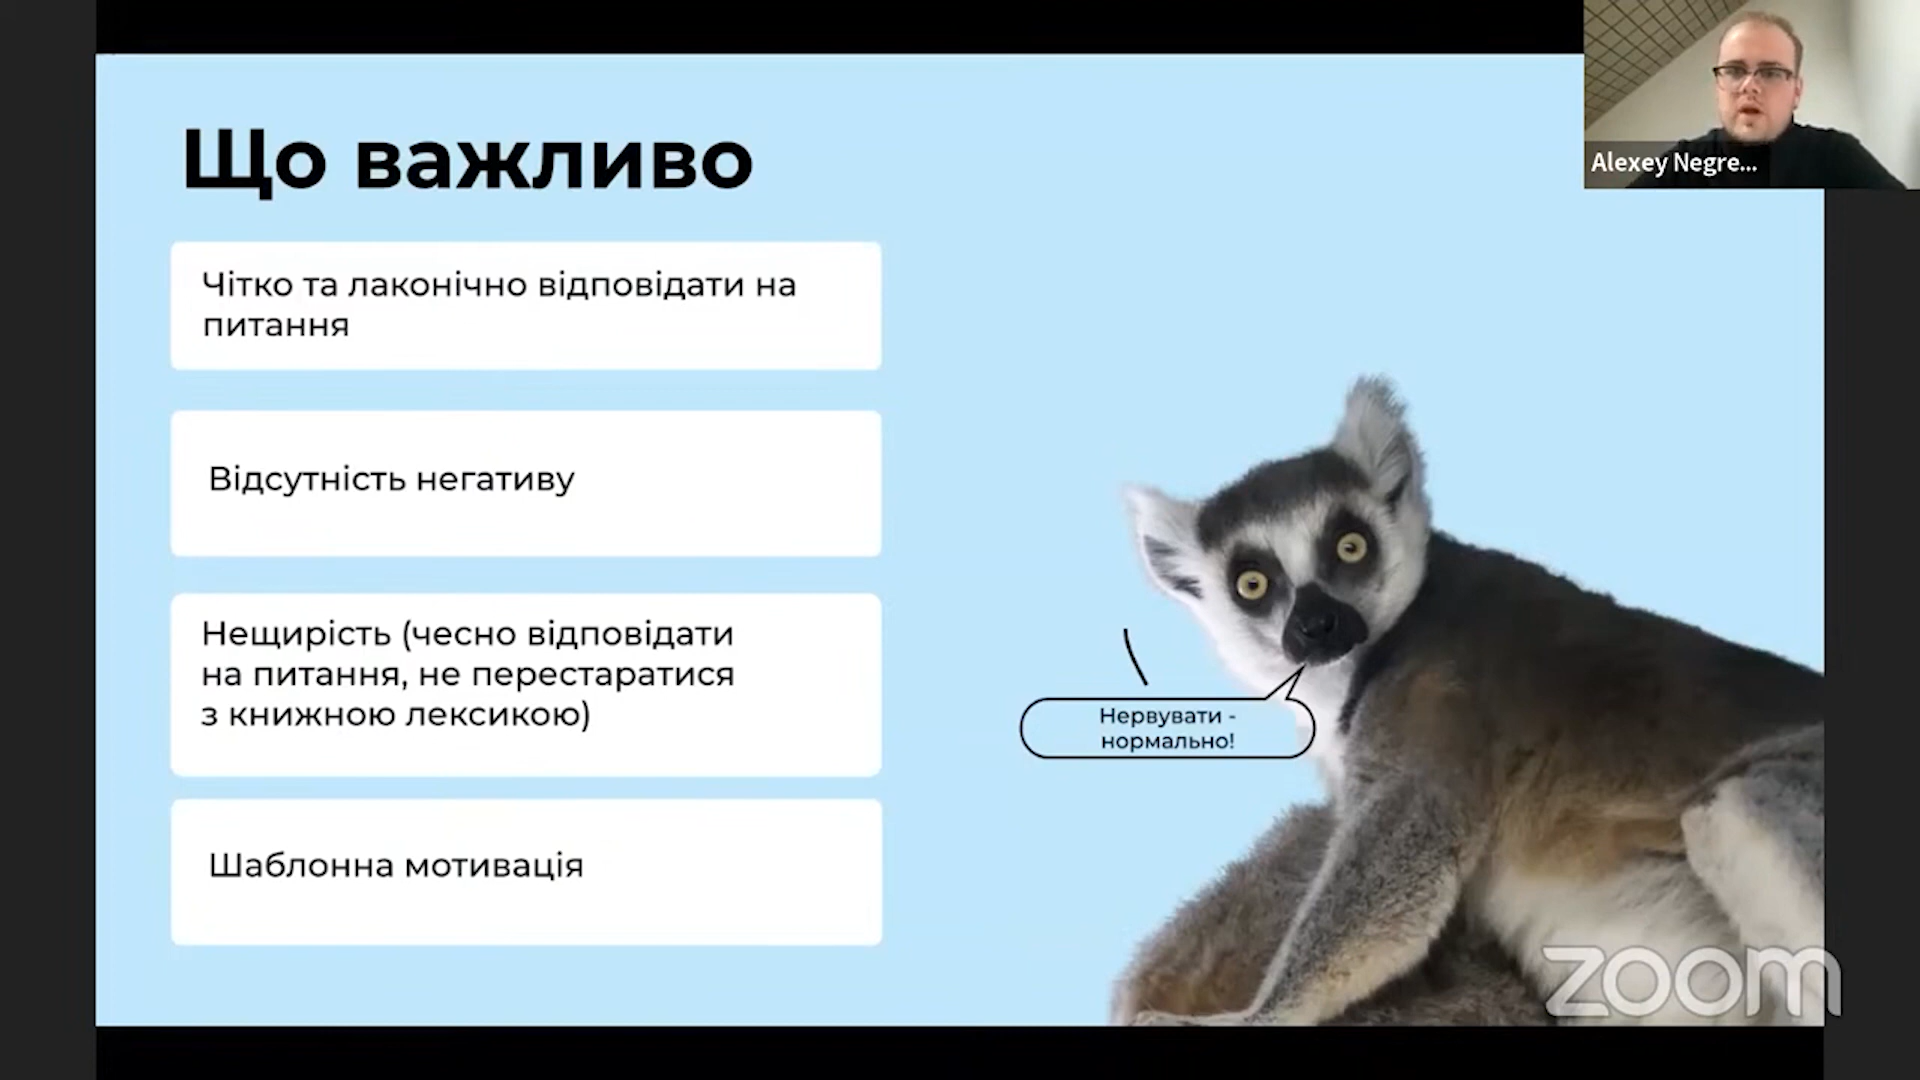 Що важливо
Alexey Negre...
Чітко та лаконічно відповідати на
питання
Відсутність негативу
Нещирість (чесно відповідати
на питання, не перестаратися
з книжною лексикою)
Шаблонна мотивація
Нервувати -
нормально!
zoom